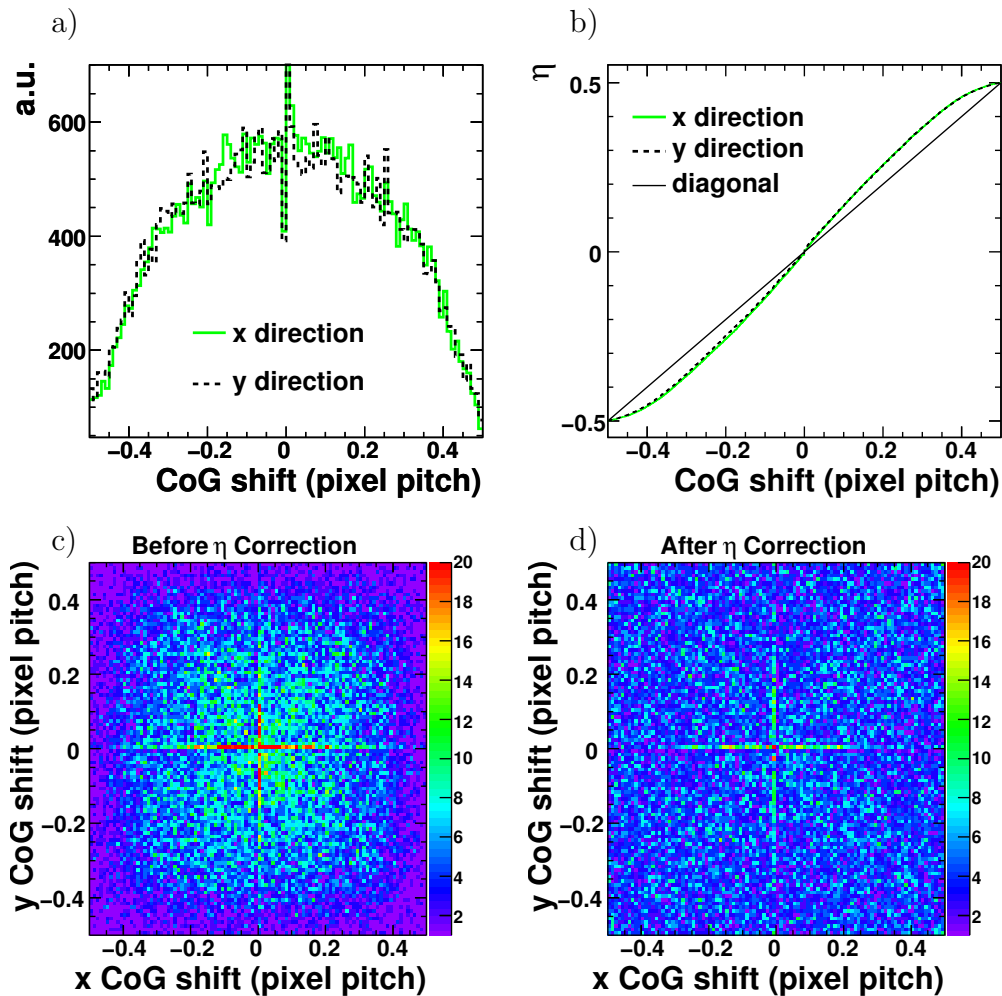 a)
a.u.
600
400
200
x direction
y direction
−0.4 −0.2 0 0.2 0.4
CoG shift (pixel pitch)
b)
η
0.5
0
−0.5
x direction
y direction
diagonal
−0.4 −0.2 0 0.2 0.4
CoG shift (pixel pitch)
c)
Before η Correction
y CoG shift (pixel pitch)
0.4
0.2
0
−0.2
−0.4
−0.4 −0.2 0 0.2 0.4
x CoG shift (pixel pitch)
20
18
16
14
12
10
8
6
4
2
d)
After η Correction
y CoG shift (pixel pitch)
0.4
0.2
0
−0.2
−0.4
−0.4 −0.2 0 0.2 0.4
x CoG shift (pixel pitch)
20
18
16
14
12
10
8
6
4
2